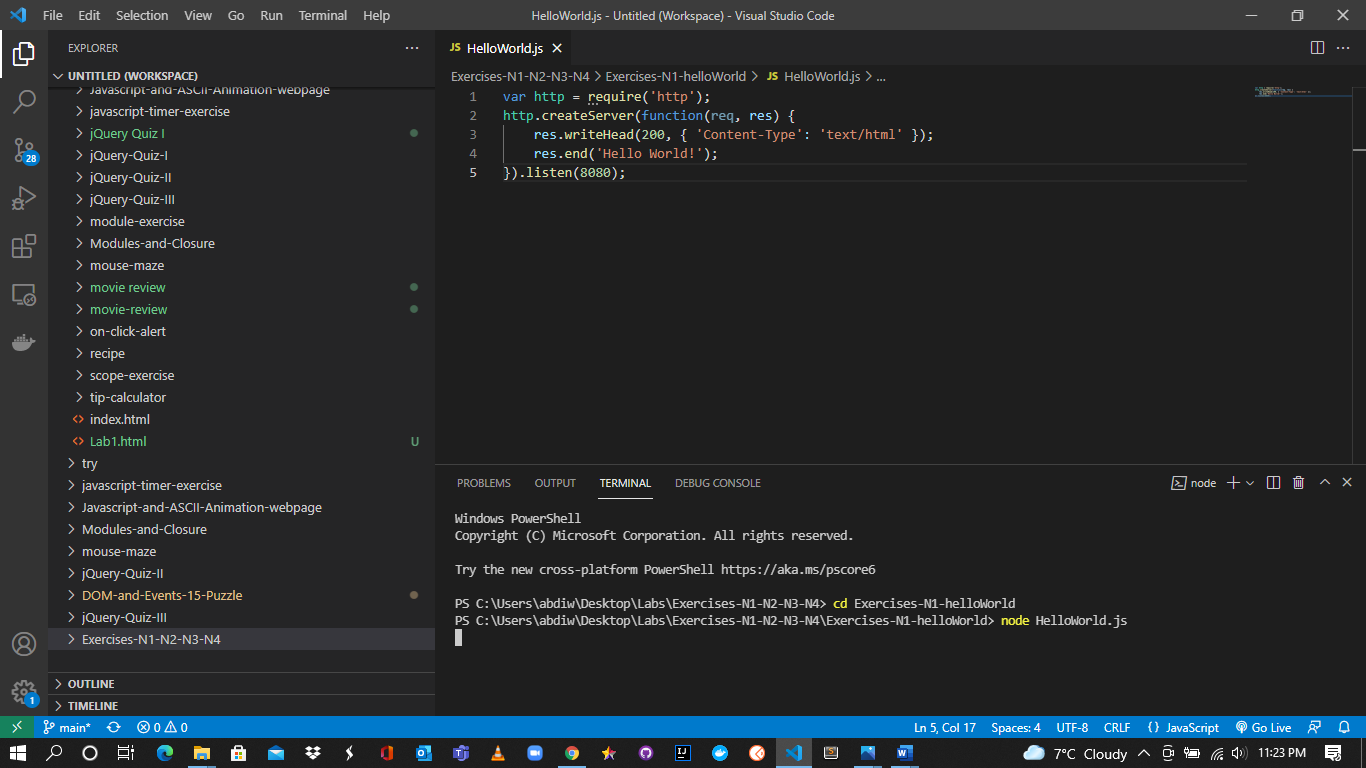 File Edit Selection View Go Run Terminal Help
HelloWorld.js - Untitled (Workspace) - Visual Studio Code
EXPLORER
UNTITLED (WORKSPACE)
Javascript-and-ASCII-Animation-webpage
javascript-timer-exercise
jQuery Quiz I
jQuery-Quiz-I
jQuery-Quiz-II
jQuery-Quiz-III
module-exercise
Modules-and-Closure
mouse-maze
movie review
movie-review
on-click-alert
recipe
scope-exercise
tip-calculator
index.html
Lab1.html U
try
javascript-timer-exercise
Javascript-and-ASCII-Animation-webpage
Modules-and-Closure
mouse-maze
jQuery-Quiz-II
DOM-and-Events-15-Puzzle
jQuery-Quiz-III
Exercises-N1-N2-N3-N4
OUTLINE
TIMELINE
28
1
JS HelloWorld.js
Exercises-N1-N2-N3-N4 > Exercises-N1-helloWorld > JS HelloWorld.js > ...
1 var http = require('http');
2 http.createServer(function(req, res) {
3 res.writeHead(200, { 'Content-Type': 'text/html' });
4 res.end('Hello World!');
5 }).listen(8080);
PROBLEMS OUTPUT TERMINAL DEBUG CONSOLE
node
Windows PowerShell
Copyright (C) Microsoft Corporation. All rights reserved.
Try the new cross-platform PowerShell https://aka.ms/pscore6
PS C:\Users\abdiw\Desktop\Labs\Exercises-N1-N2-N3-N4> cd Exercises-N1-helloWorld
PS C:\Users\abdiw\Desktop\Labs\Exercises-N1-N2-N3-N4\Exercises-N1-helloWorld> node HelloWorld.js
main* 0 0
Ln 5, Col 17 Spaces: 4 UTF-8 CRLF { } JavaScript Go Live
7°C Cloudy 11:23 PM